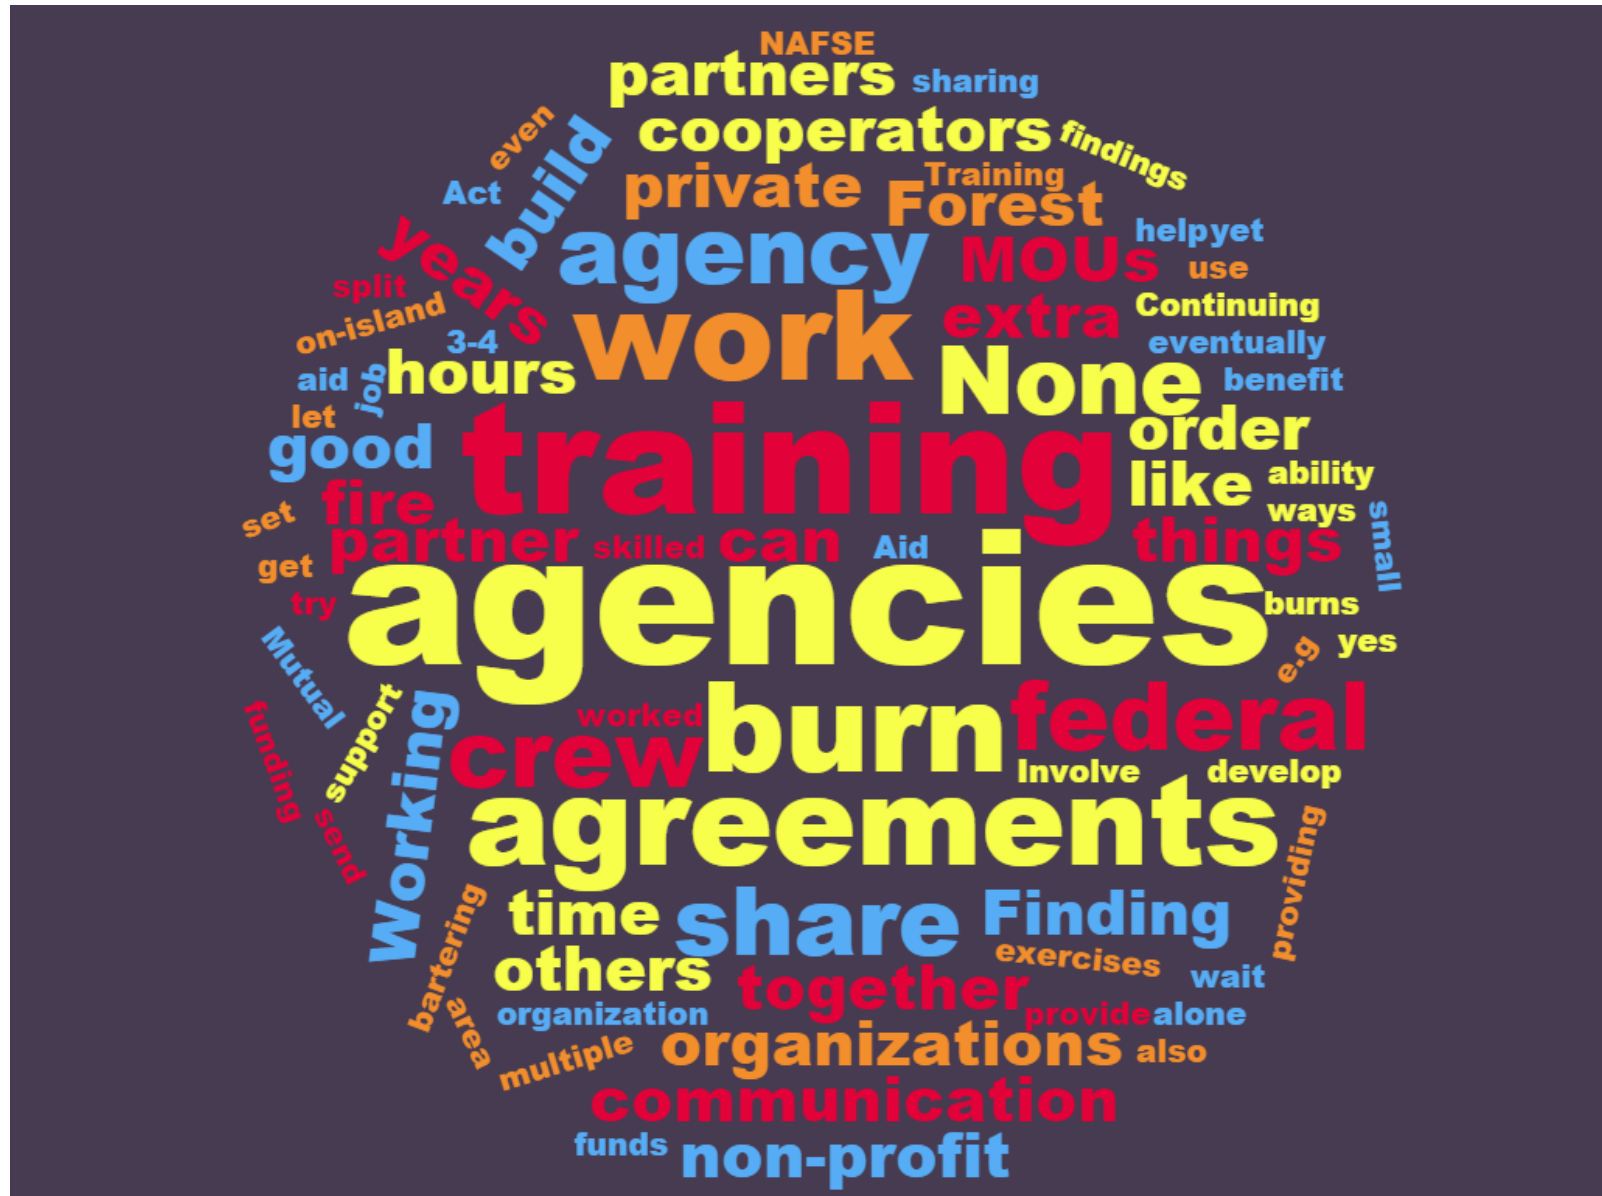 NAFSE
partners sharing
even build cooperators findings
Act private Training
Forest
years agency MOUs help yet
split use
on-island work extra Continuing
3-4 eventually
aid job hours None benefit
let
good training order
like ability
set fire ways small
partner skilled can Aid things
get
try agencies burns
Mutual e.g yes
support Working worked burn federal
funding crew Involve develop
send agreements providing
bartering time share Finding
others exercises wait
area organization together provide alone
multiple organizations also
communication
funds non-profit